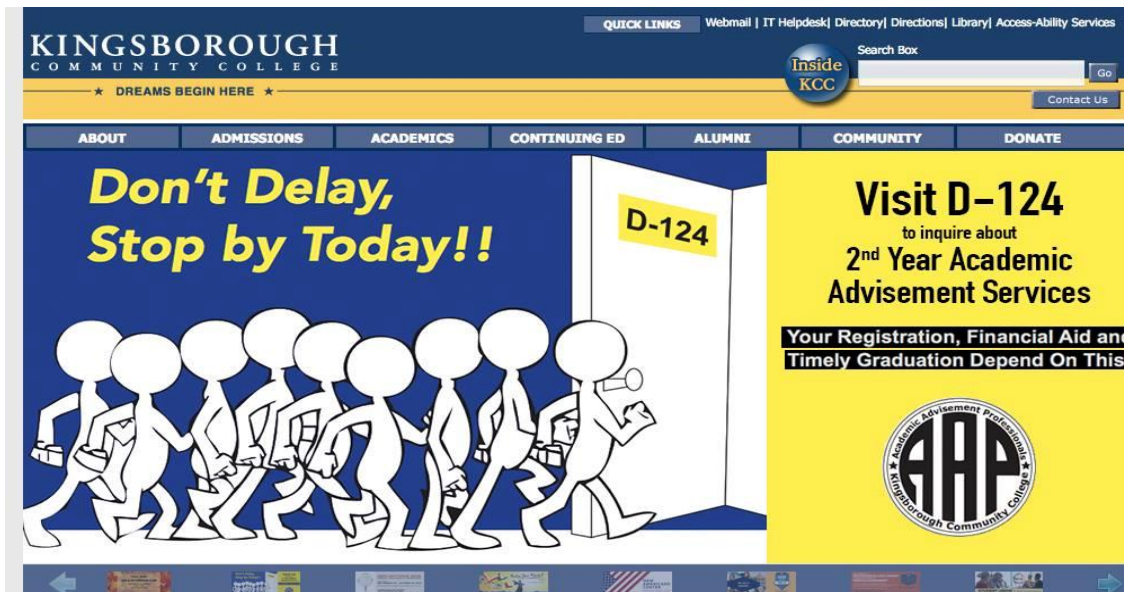 QUICK LINKS Webmail | IT Helpdesk| Directory| Directions| Library| Access-Ability Services
KINGSBOROUGH
COMMUNITY COLLEGE
Inside
KCC
Search Box
Go
★ DREAMS BEGIN HERE ★
Contact Us
ABOUT ADMISSIONS ACADEMICS CONTINUING ED ALUMNI COMMUNITY DONATE
Don't Delay,
Stop by Today!!
D-124
Visit D-124
to inquire about
2nd Year Academic
Advisement Services
Your Registration, Financial Aid and
Timely Graduation Depend On This
Academic Advisement Professionals
AAP
★ Kingsborough Community College ★